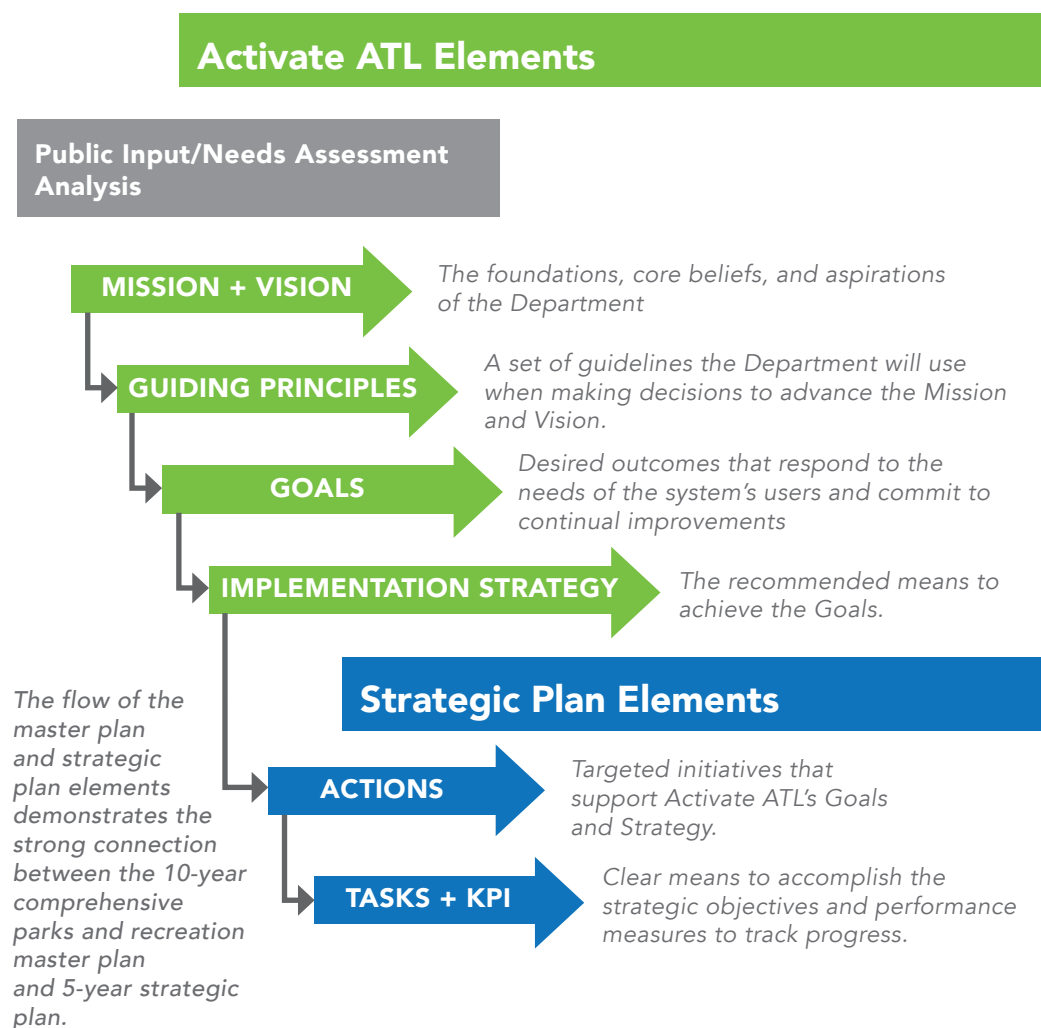 Activate ATL Elements
Public Input/Needs Assessment
Analysis
MISSION + VISION
The foundations, core beliefs, and aspirations
of the Department
GUIDING PRINCIPLES
A set of guidelines the Department will use
when making decisions to advance the Mission
and Vision.
GOALS
Desired outcomes that respond to the
needs of the system’s users and commit to
continual improvements
IMPLEMENTATION STRATEGY
The recommended means to
achieve the Goals.
Strategic Plan Elements
The flow of the
master plan
and strategic
plan elements
demonstrates the
strong connection
between the 10-year
comprehensive
parks and recreation
master plan
and 5-year strategic
plan.
ACTIONS
Targeted initiatives that
support Activate ATL’s Goals
and Strategy.
TASKS + KPI
Clear means to accomplish the
strategic objectives and performance
measures to track progress.